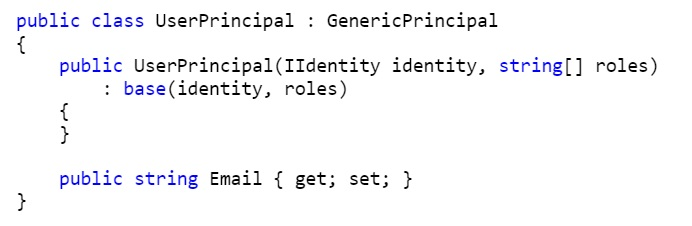 public class UserPrincipal : GenericPrincipal
{
    public UserPrincipal(IIdentity identity, string[] roles)
        : base(identity, roles)
    {
    }

    public string Email { get; set; }
}